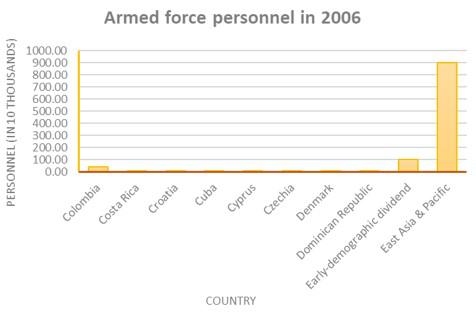 Armed force personnel in 2006
PERSONNEL (IN 10 THOUSANDS)
1000.00
900.00
800.00
700.00
600.00
500.00
400.00
300.00
200.00
100.00
0.00
Colombia
Costa Rica
Croatia
Cuba
Cyprus
Czechia
Denmark
Dominican Republic
Early-demographic dividend
East Asia & Pacific
COUNTRY